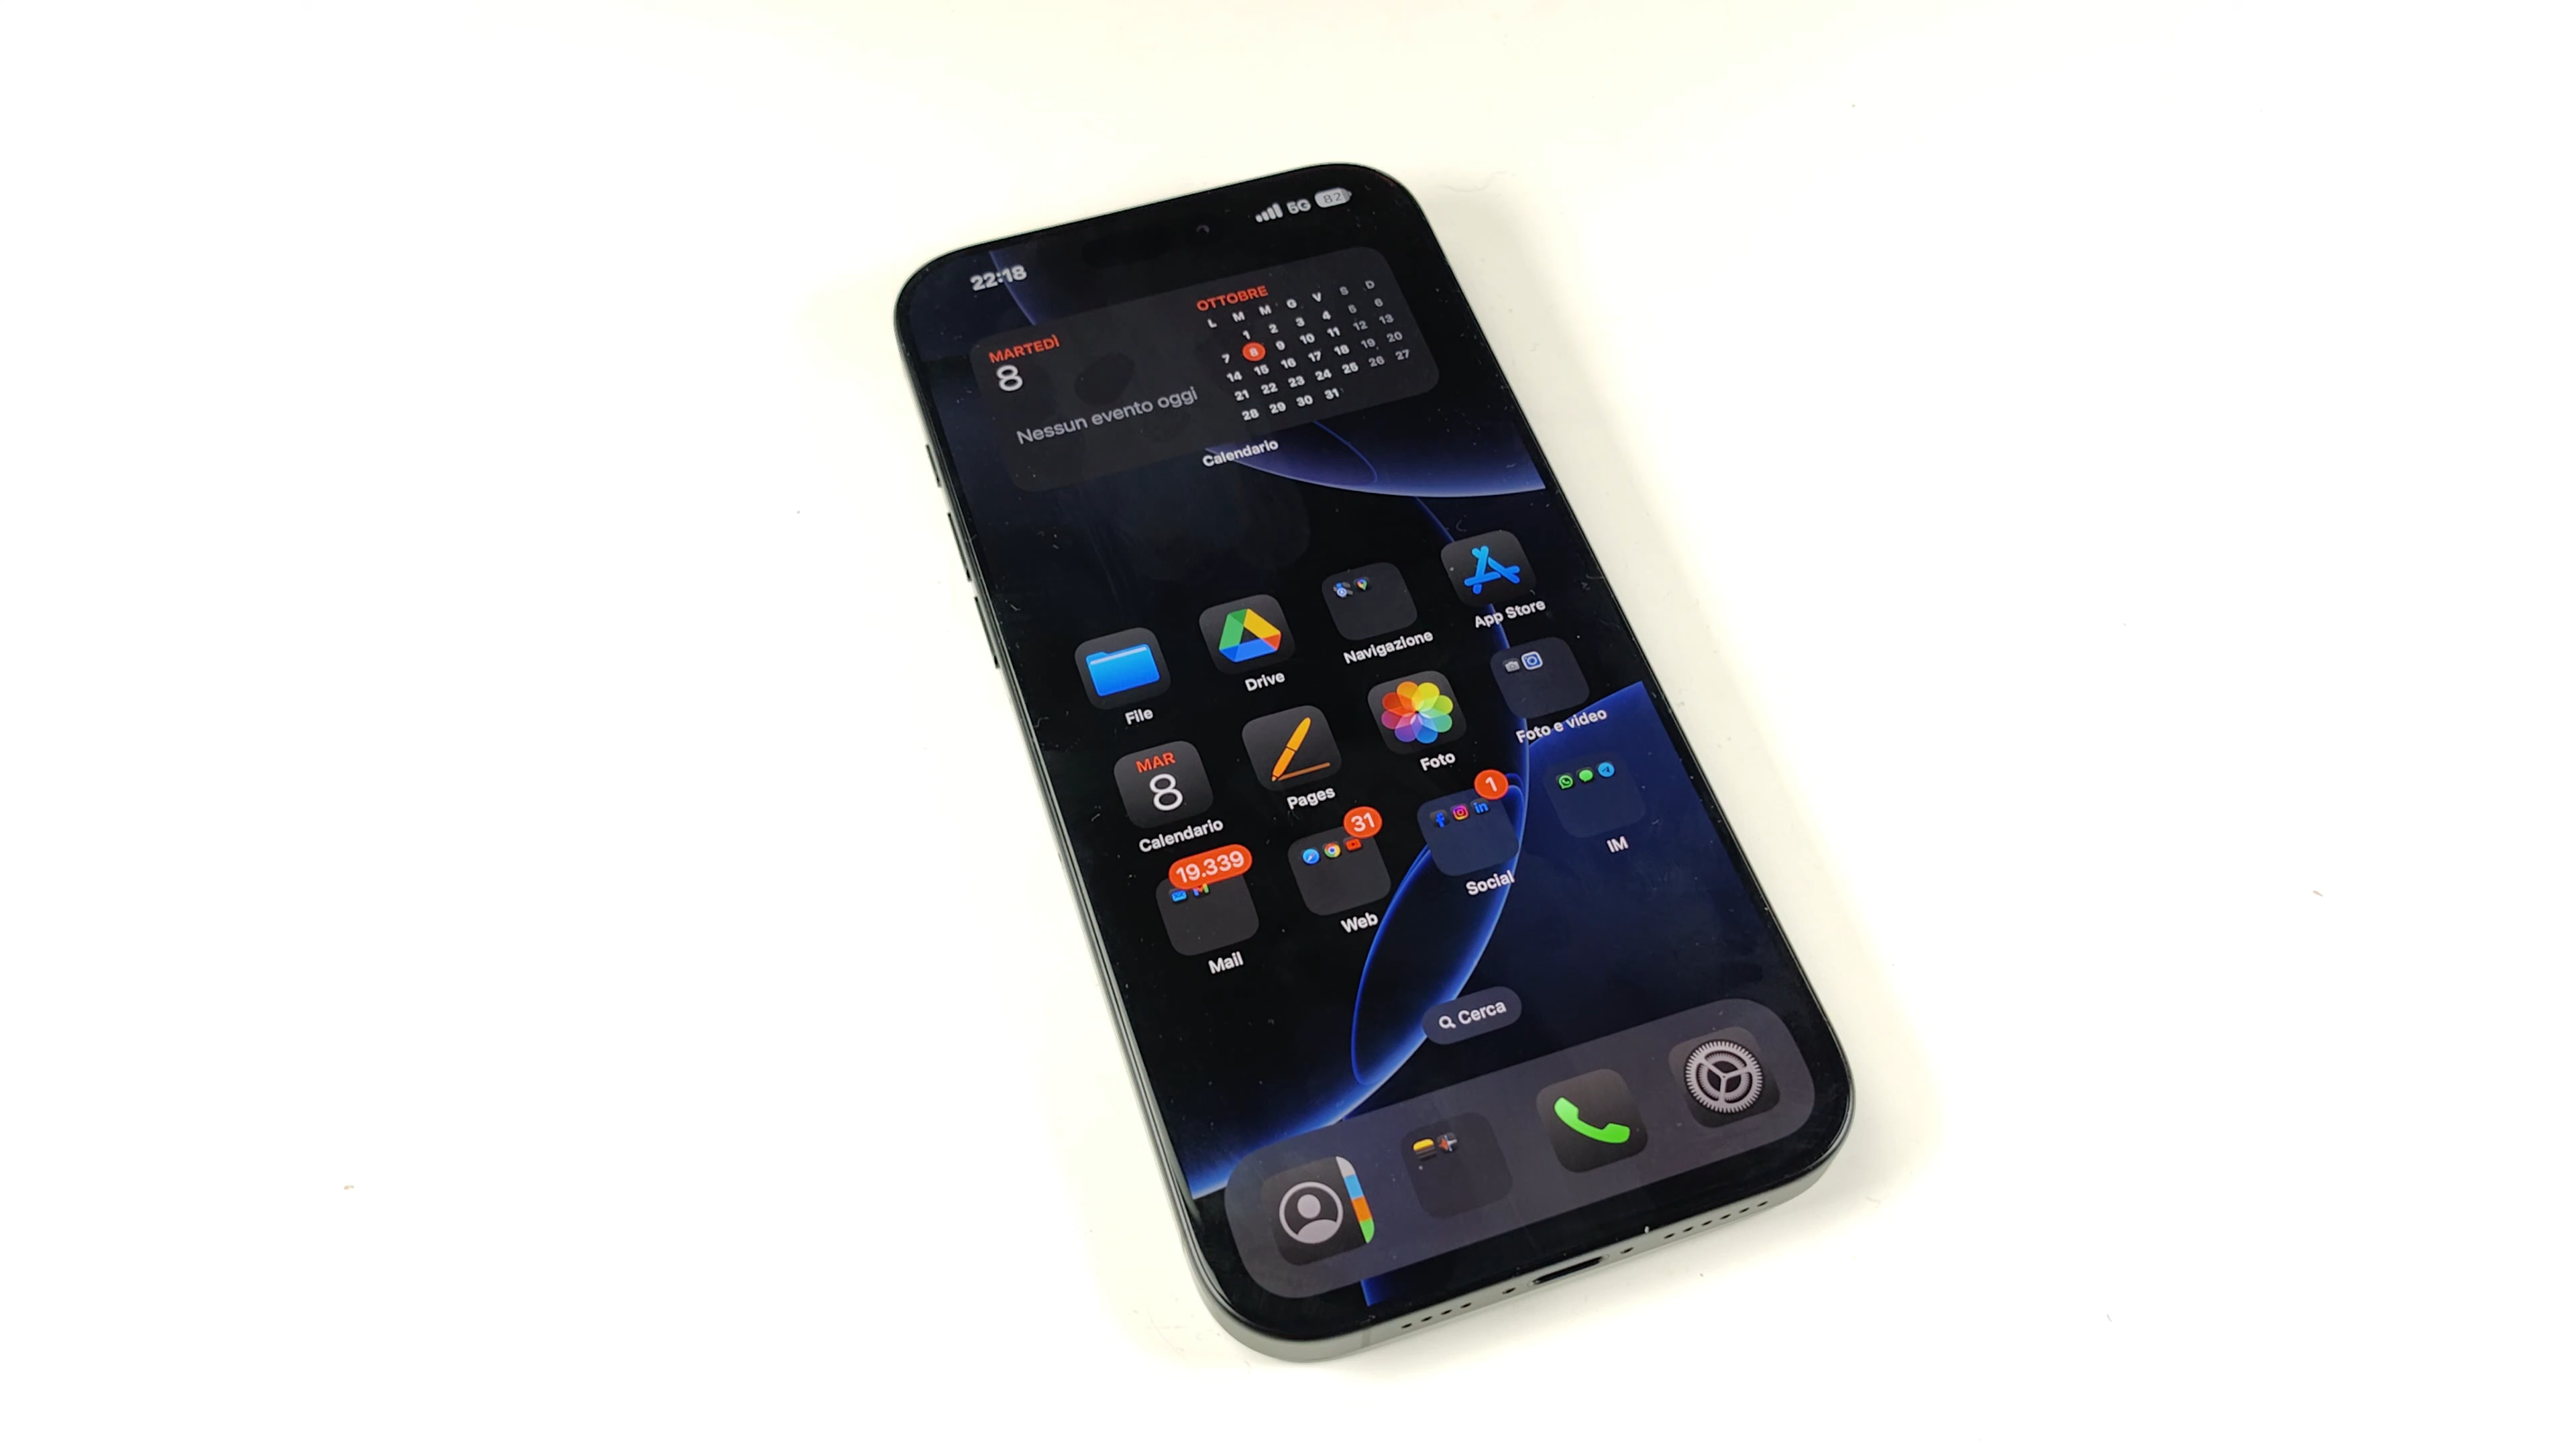 22:18
5G 82
MARTEDÌ
8
Nessun evento oggi
OTTOBRE
L M M G V S D
1 2 3 4 5 6
7 8 9 10 11 12 13
14 15 16 17 18 19 20
21 22 23 24 25 26 27
28 29 30 31
Calendario
File
Drive
Navigazione
App Store
MAR
8
Calendario
Pages
Foto
Foto e video
19.339
Mail
31
Web
1
f in
Social
IM
Cerca